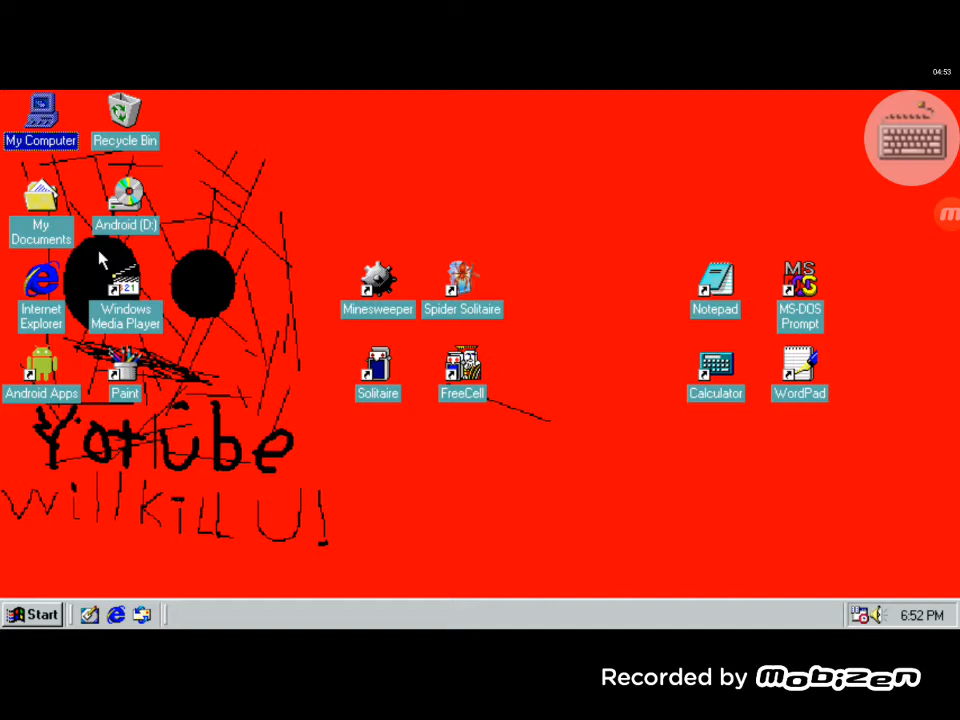 04:53
My Computer
Recycle Bin
My
Documents
Android (D:)
Internet
Explorer
Windows
Media Player
Minesweeper
Spider Solitaire
Notepad
MS-DOS
Prompt
Android Apps
Paint
Solitaire
FreeCell
Calculator
WordPad
Yotube
will kill U!
Start
6:52 PM
Recorded by mobizen